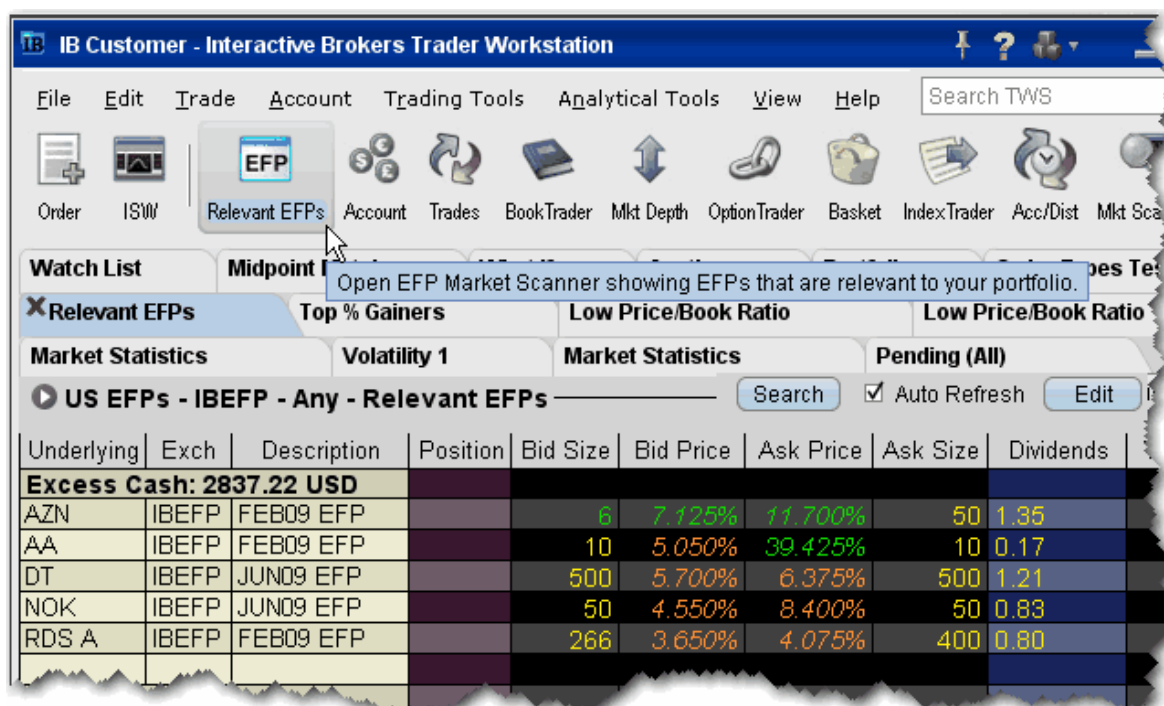 IB IB Customer - Interactive Brokers Trader Workstation ?
File Edit Trade Account Trading Tools Analytical Tools View Help Search TWS
EFP
Order ISW Relevant EFPs Account Trades BookTrader Mkt Depth OptionTrader Basket IndexTrader Acc/Dist Mkt
Watch List Midpoint
Open EFP Market Scanner showing EFPs that are relevant to your portfolio.
Relevant EFPs Top % Gainers Low Price/Book Ratio Low Price/Book Ratio
Market Statistics Volatility 1 Market Statistics Pending (All)
US EFPs - IBEFP - Any - Relevant EFPs Search Auto Refresh Edit
Underlying Exch Description Position Bid Size Bid Price Ask Price Ask Size Dividends
Excess Cash: 2837.22 USD
AZN IBEFP FEB09 EFP 6 7.125% 11.700% 50 1.35
AA IBEFP FEB09 EFP 10 5.050% 39.425% 10 0.17
DT IBEFP JUN09 EFP 500 5.700% 6.375% 500 1.21
NOK IBEFP JUN09 EFP 50 4.550% 8.400% 50 0.83
RDS A IBEFP FEB09 EFP 266 3.650% 4.075% 400 0.80